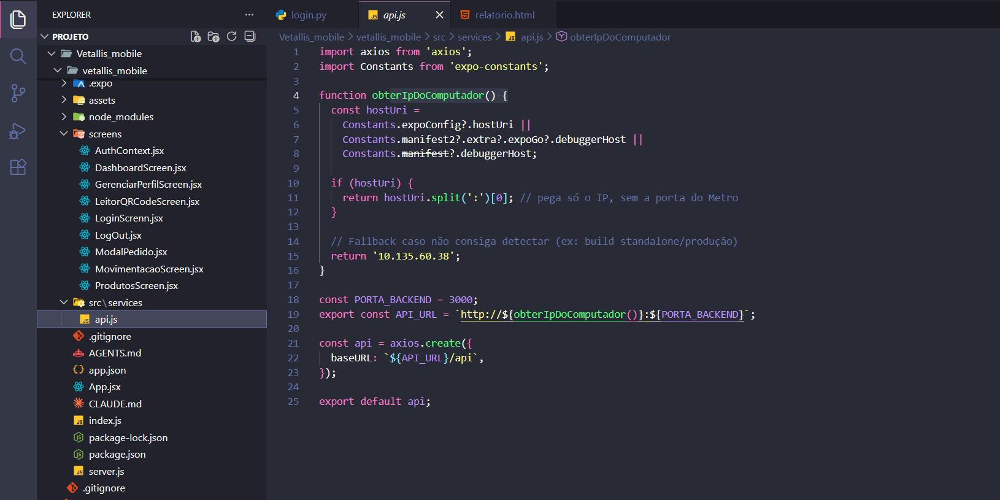 EXPLORER
PROJETO
Vetallis_mobile
vetallis_mobile
.expo
assets
node_modules
screens
AuthContext.jsx
DashboardScreen.jsx
GerenciarPerfilScreen.jsx
LeitorQRCodeScreen.jsx
LoginScrenn.jsx
LogOut.jsx
ModalPedido.jsx
MovimentacaoScreen.jsx
ProdutosScreen.jsx
src\services
JS api.js
.gitignore
AGENTS.md
{} app.json
App.jsx
CLAUDE.md
JS index.js
package-lock.json
package.json
JS server.js
.gitignore
login.py
JS api.js
relatorio.html
Vetallis_mobile > vetallis_mobile > src > services > JS api.js > obterIpDoComputador
1 import axios from 'axios';
2 import Constants from 'expo-constants';
3
4 function obterIpDoComputador() {
5 const hostUri =
6 Constants.expoConfig?.hostUri ||
7 Constants.manifest2?.extra?.expoGo?.debuggerHost ||
8 Constants.manifest?.debuggerHost;
9
10 if (hostUri) {
11 return hostUri.split(':')[0]; // pega só o IP, sem a porta do Metro
12 }
13
14 // Fallback caso não consiga detectar (ex: build standalone/produção)
15 return '10.135.60.38';
16 }
17
18 const PORTA_BACKEND = 3000;
19 export const API_URL = `http://${obterIpDoComputador()}:${PORTA_BACKEND}`;
20
21 const api = axios.create({
22 baseURL: `${API_URL}/api`,
23 });
24
25 export default api;